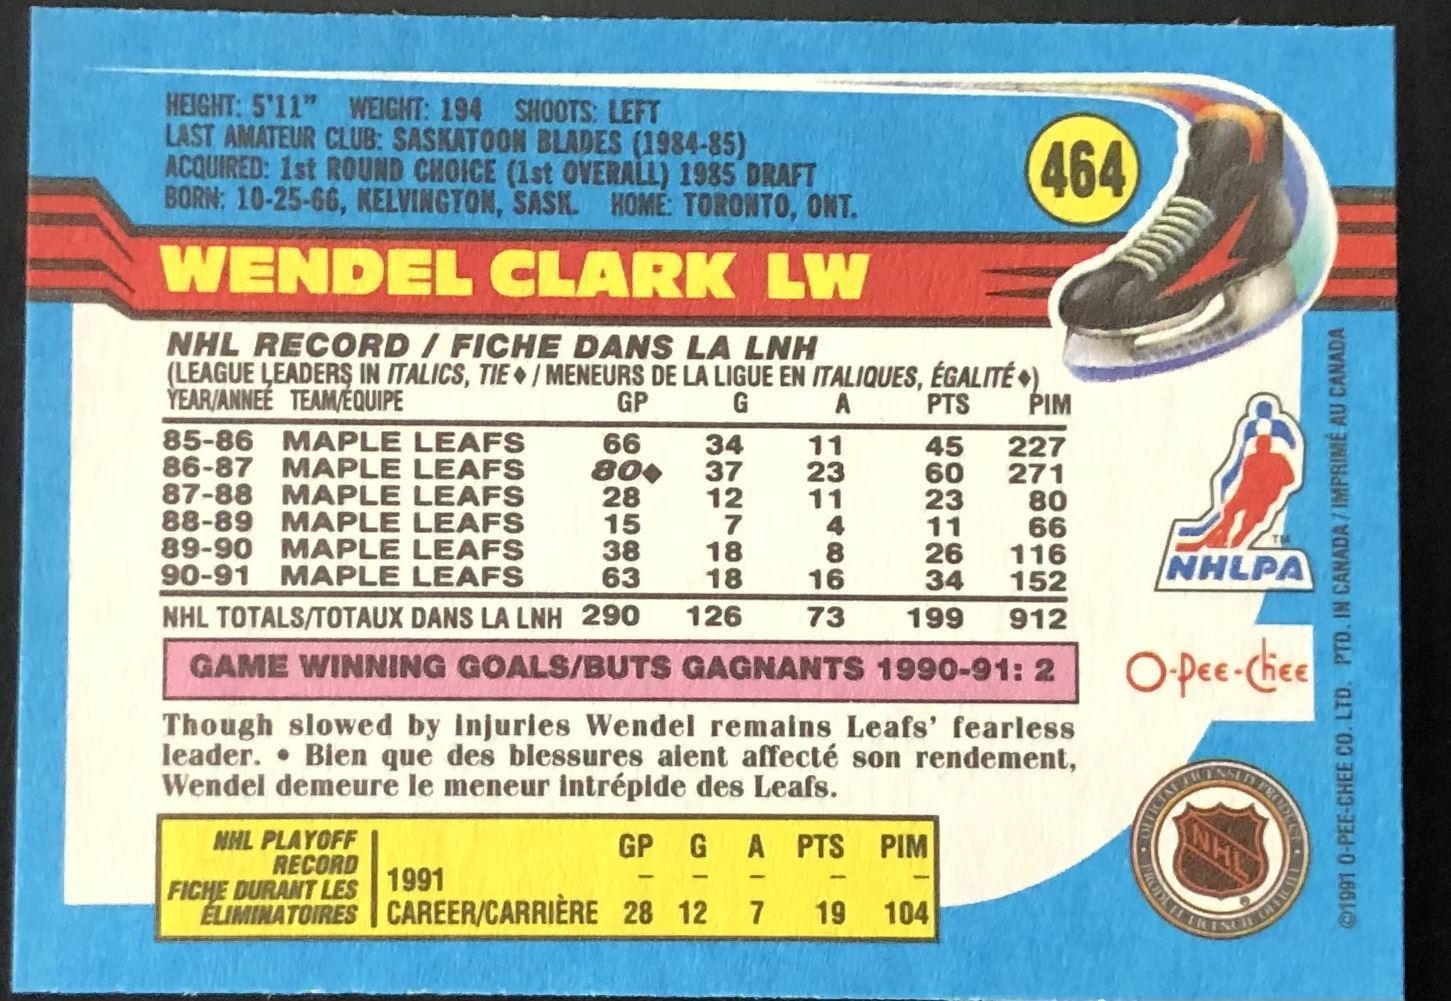 HEIGHT: 5'11" WEIGHT: 194 SHOOTS: LEFT
LAST AMATEUR CLUB: SASKATOON BLADES (1984-85)
ACQUIRED: 1st ROUND CHOICE (1st OVERALL) 1985 DRAFT
BORN: 10-25-66, KELVINGTON, SASK. HOME: TORONTO, ONT.
464
WENDEL CLARK LW
NHL RECORD / FICHE DANS LA LNH
(LEAGUE LEADERS IN ITALICS, TIE ♦ / MENEURS DE LA LIGUE EN ITALIQUES, ÉGALITÉ ♦)
YEAR/ANNEÉ TEAM/ÉQUIPE GP G A PTS PIM
85-86 MAPLE LEAFS 66 34 11 45 227
86-87 MAPLE LEAFS 80♦ 37 23 60 271
87-88 MAPLE LEAFS 28 12 11 23 80
88-89 MAPLE LEAFS 15 7 4 11 66
89-90 MAPLE LEAFS 38 18 8 26 116
90-91 MAPLE LEAFS 63 18 16 34 152
NHL TOTALS/TOTAUX DANS LA LNH 290 126 73 199 912
GAME WINNING GOALS/BUTS GAGNANTS 1990-91: 2
Though slowed by injuries Wendel remains Leafs' fearless
leader. • Bien que des blessures aient affecté son rendement,
Wendel demeure le meneur intrépide des Leafs.
NHL PLAYOFF
RECORD
FICHE DURANT LES
ÉLIMINATOIRES
GP G A PTS PIM
1991 – – – – –
CAREER/CARRIÈRE 28 12 7 19 104
TM
NHLPA
O-Pee-Chee
OFFICIAL LICENSED PRODUCT
NHL
®
PRODUIT LICENCIÉ OFFICIEL
©1991 O-PEE-CHEE CO. LTD. PTD. IN CANADA / IMPRIMÉ AU CANADA